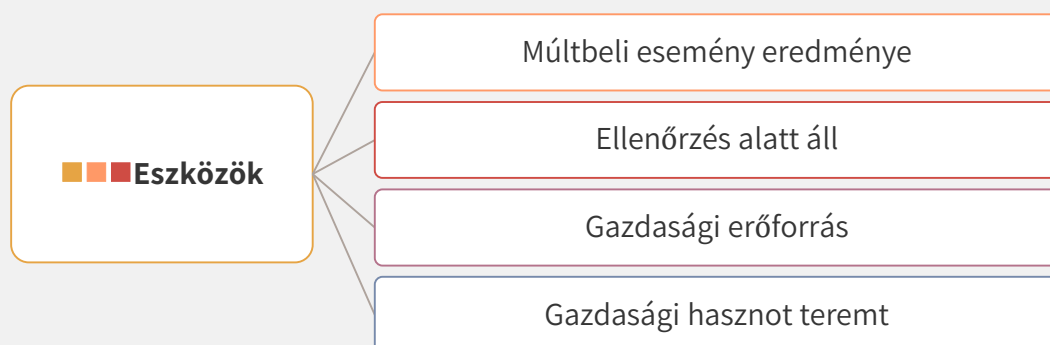 Eszközök
Múltbeli esemény eredménye
Ellenőrzés alatt áll
Gazdasági erőforrás
Gazdasági hasznot teremt